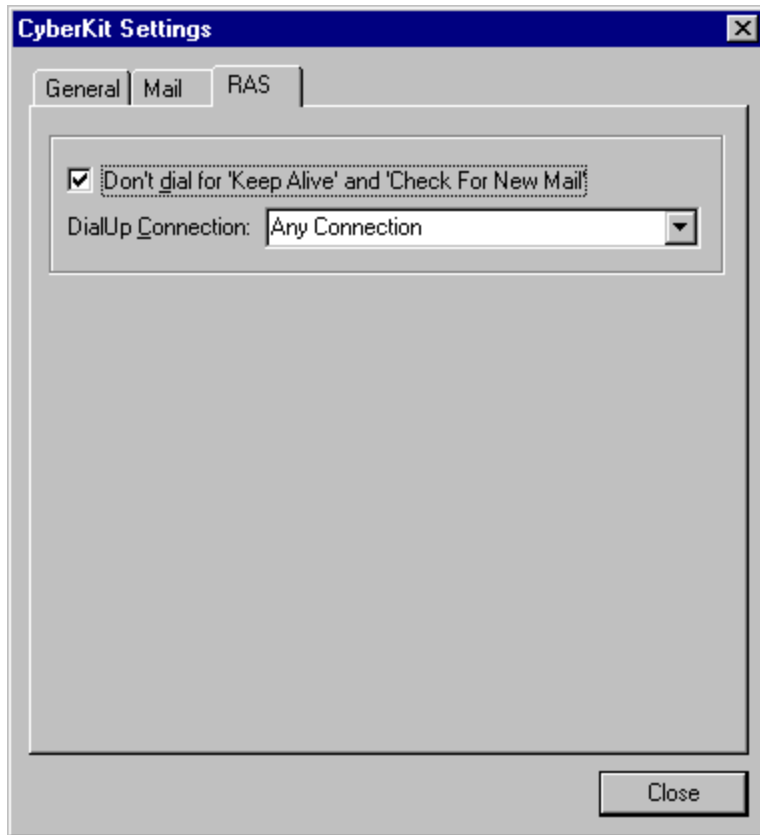 CyberKit Settings
General Mail RAS
Don't dial for 'Keep Alive' and 'Check For New Mail'
DialUp Connection: Any Connection
Close